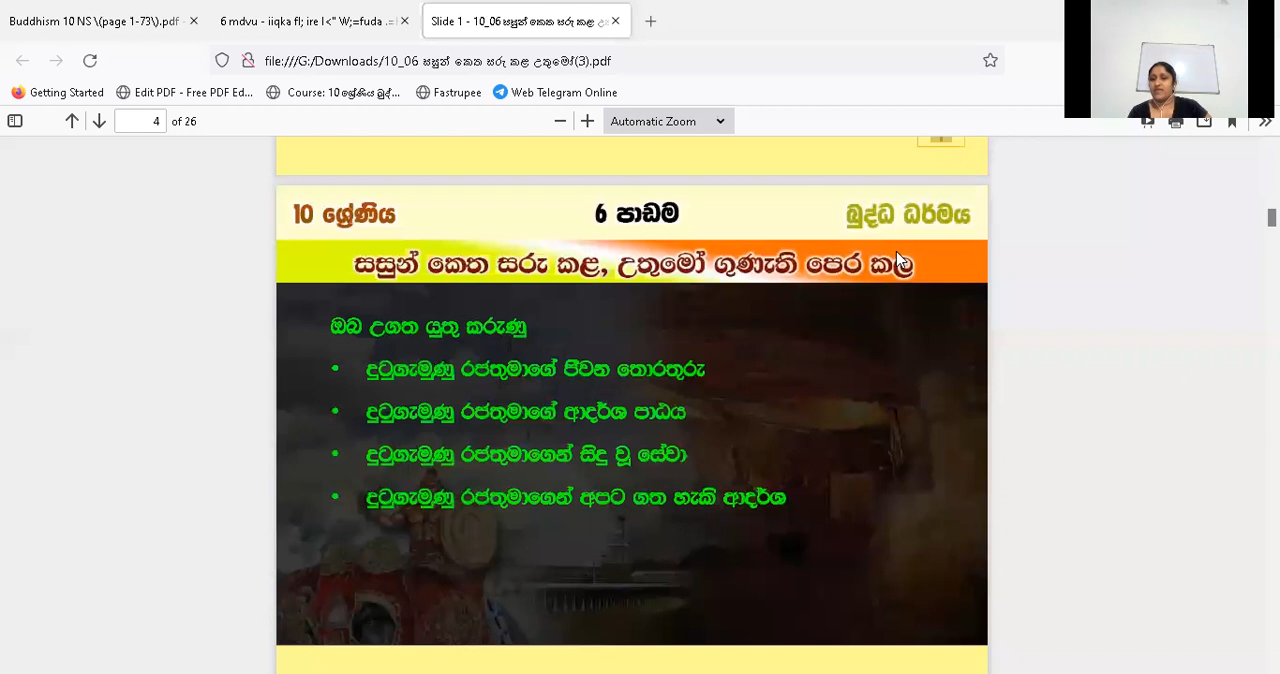 Buddhism 10 NS \(page 1-73\).pdf
6 mdvu - iiqka fl; ire l<" W;=fuda .=
Slide 1 - 10_06 සසුන් කෙත සරු කළ උ
file:///G:/Downloads/10_06 සසුන් කෙත සරු කළ උතුමෝ(3).pdf
Getting Started
Edit PDF - Free PDF Ed...
Course: 10 ශ්‍රේණිය බුද්...
Fastrupee
Web Telegram Online
4 of 26
Automatic Zoom
10 ශ්‍රේණිය
6 පාඩම
බුද්ධ ධර්මය
සසුන් කෙත සරු කළ, උතුමෝ ගුණැති පෙර කල
ඔබ උගත යුතු කරුණු
• දුටුගැමුණු රජතුමාගේ ජීවන තොරතුරු
• දුටුගැමුණු රජතුමාගේ ආදර්ශ පාඨය
• දුටුගැමුණු රජතුමාගෙන් සිදු වූ සේවා
• දුටුගැමුණු රජතුමාගෙන් අපට ගත හැකි ආදර්ශ